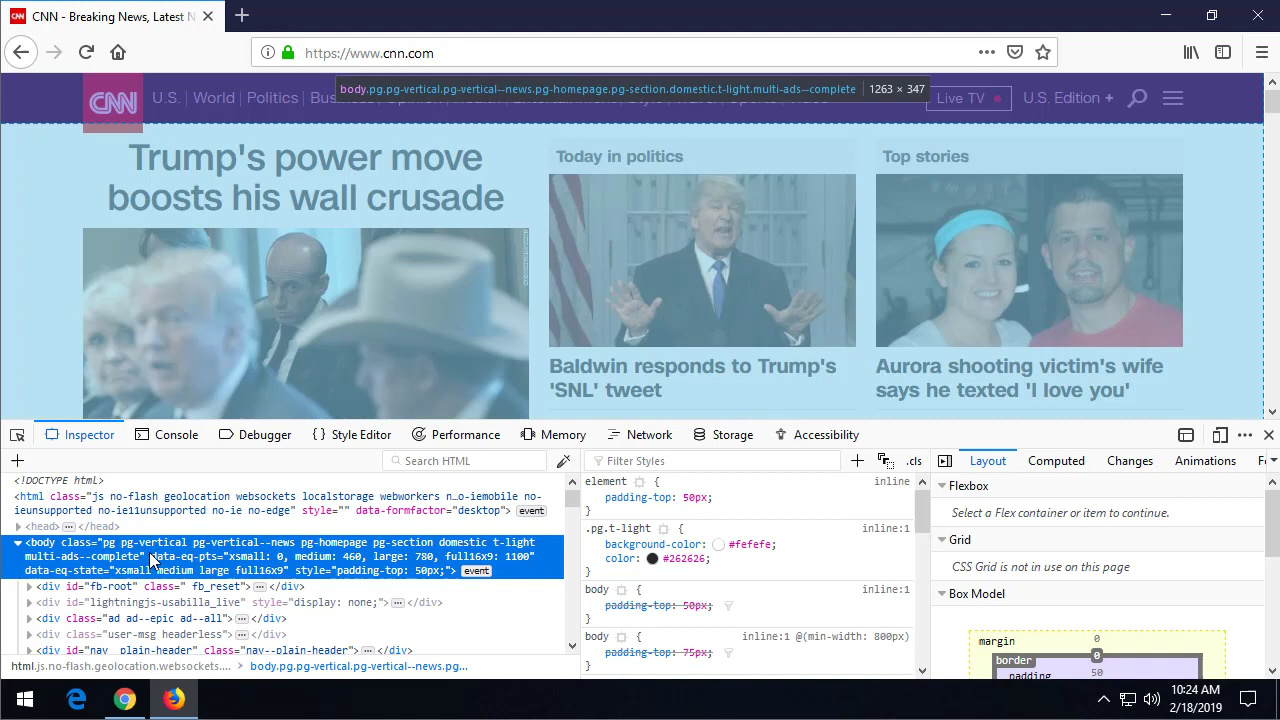 CNN - Breaking News, Latest N
https://www.cnn.com
CNN U.S. World Politics Live TV U.S. Edition +
body.pg.pg-vertical.pg-vertical--news.pg-homepage.pg-section.domestic.t-light.multi-ads--complete 1263 × 347
Trump's power move
boosts his wall crusade
Today in politics
Baldwin responds to Trump's
'SNL' tweet
Top stories
Aurora shooting victim's wife
says he texted 'I love you'
Inspector Console Debugger Style Editor Performance Memory Network Storage Accessibility
Search HTML
<!DOCTYPE html>
<html class="js no-flash geolocation websockets localstorage webworkers n…o-iemobile no-
ieunsupported no-ie11unsupported no-ie no-edge" style="" data-formfactor="desktop"> event
<head> … </head>
<body class="pg pg-vertical pg-vertical--news pg-homepage pg-section domestic t-light
multi-ads--complete" data-eq-pts="xsmall: 0, medium: 460, large: 780, full16x9: 1100"
data-eq-state="xsmall medium large full16x9" style="padding-top: 50px;"> event
<div id="fb-root" class=" fb_reset"> … </div>
<div id="lightningjs-usabilla_live" style="display: none;"> … </div>
<div class="ad ad--epic ad--all"> … </div>
<div class="user-msg headerless"> … </div>
<div id="nav__plain-header" class="nav--plain-header"> … </div>
html.js.no-flash.geolocation.websockets.… body.pg.pg-vertical.pg-vertical--news.pg…
Filter Styles .cls
element { inline
padding-top: 50px;
}
.pg.t-light { inline:1
background-color: #fefefe;
color: #262626;
}
body { inline:1
padding-top: 50px;
}
body { inline:1 @(min-width: 800px)
padding-top: 75px;
}
Layout Computed Changes Animations
Flexbox
Select a Flex container or item to continue.
Grid
CSS Grid is not in use on this page
Box Model
margin 0
border 0
padding 50
10:24 AM
2/18/2019